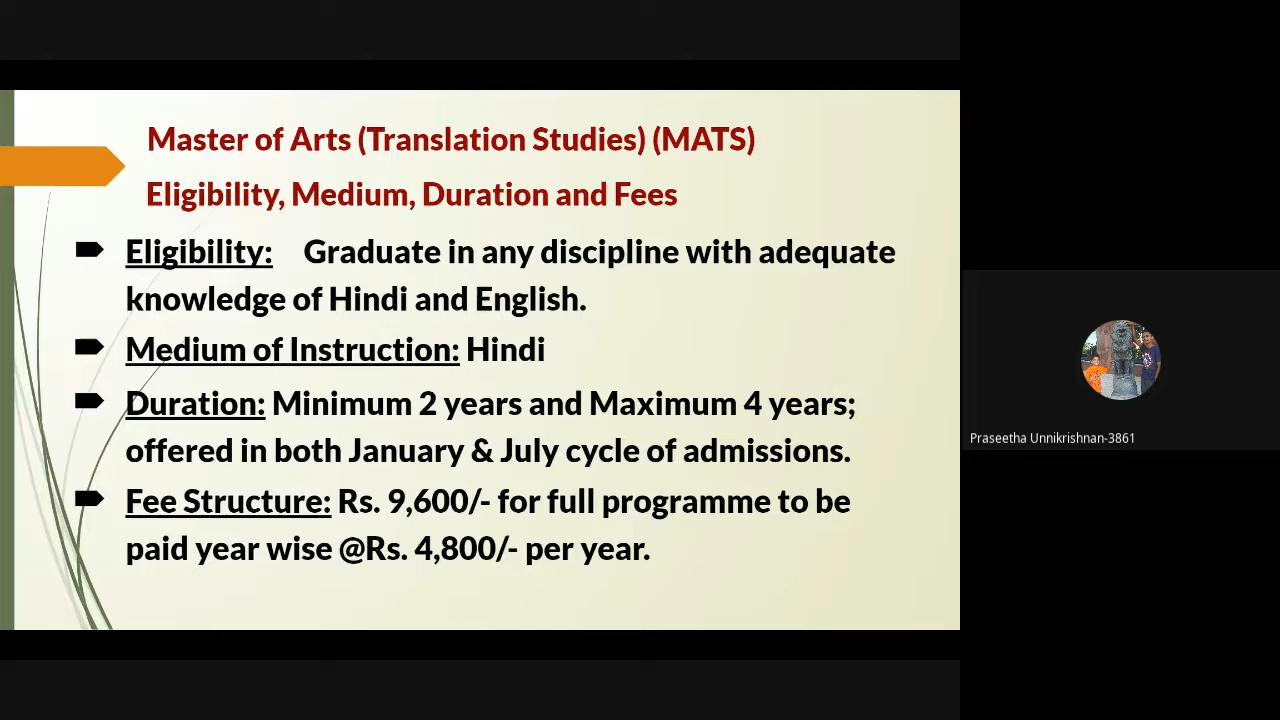 Master of Arts (Translation Studies) (MATS)
Eligibility, Medium, Duration and Fees
Eligibility: Graduate in any discipline with adequate
knowledge of Hindi and English.
Medium of Instruction: Hindi
Duration: Minimum 2 years and Maximum 4 years;
offered in both January & July cycle of admissions.
Fee Structure: Rs. 9,600/- for full programme to be
paid year wise @Rs. 4,800/- per year.
Praseetha Unnikrishnan-3861